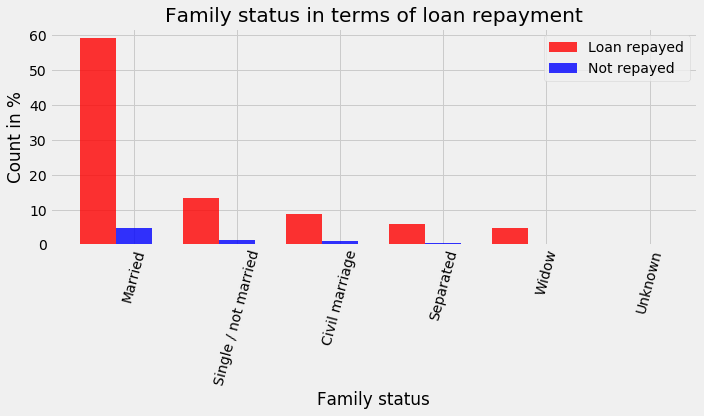 Family status in terms of loan repayment
Count in %
60
50
40
30
20
10
0
Loan repayed
Not repayed
Married
Single / not married
Civil marriage
Separated
Widow
Unknown
Family status